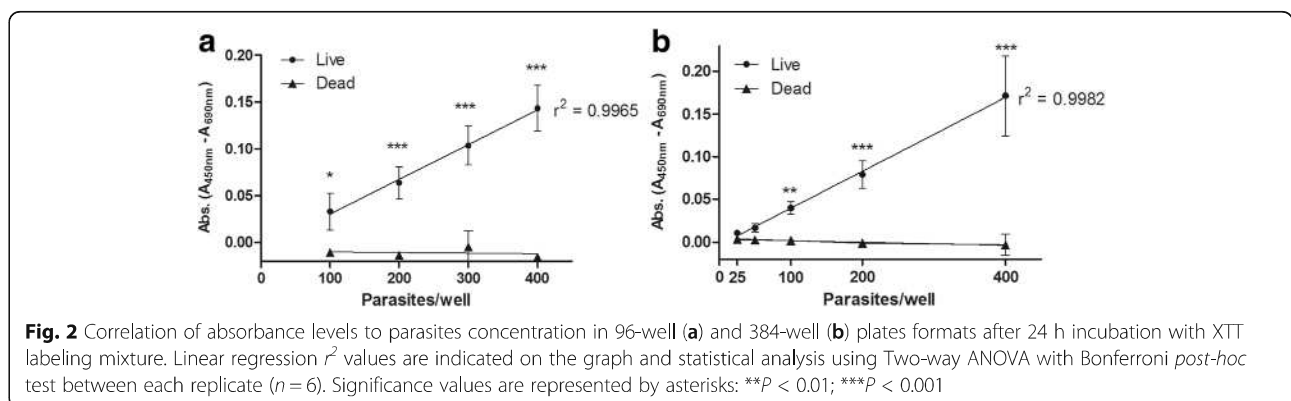 a
Live
Dead
0.20
0.15
0.10
0.05
0.00
Abs. (A450nm -A690nm)
*
***
***
***
r² = 0.9965
0 100 200 300 400
Parasites/well
b
Live
Dead
0.20
0.15
0.10
0.05
0.00
Abs. (A450nm -A690nm)
**
***
***
r² = 0.9982
0 25 100 200 400
Parasites/well
Fig. 2 Correlation of absorbance levels to parasites concentration in 96-well (a) and 384-well (b) plates formats after 24 h incubation with XTT
labeling mixture. Linear regression r² values are indicated on the graph and statistical analysis using Two-way ANOVA with Bonferroni post-hoc
test between each replicate (n = 6). Significance values are represented by asterisks: **P < 0.01; ***P < 0.001